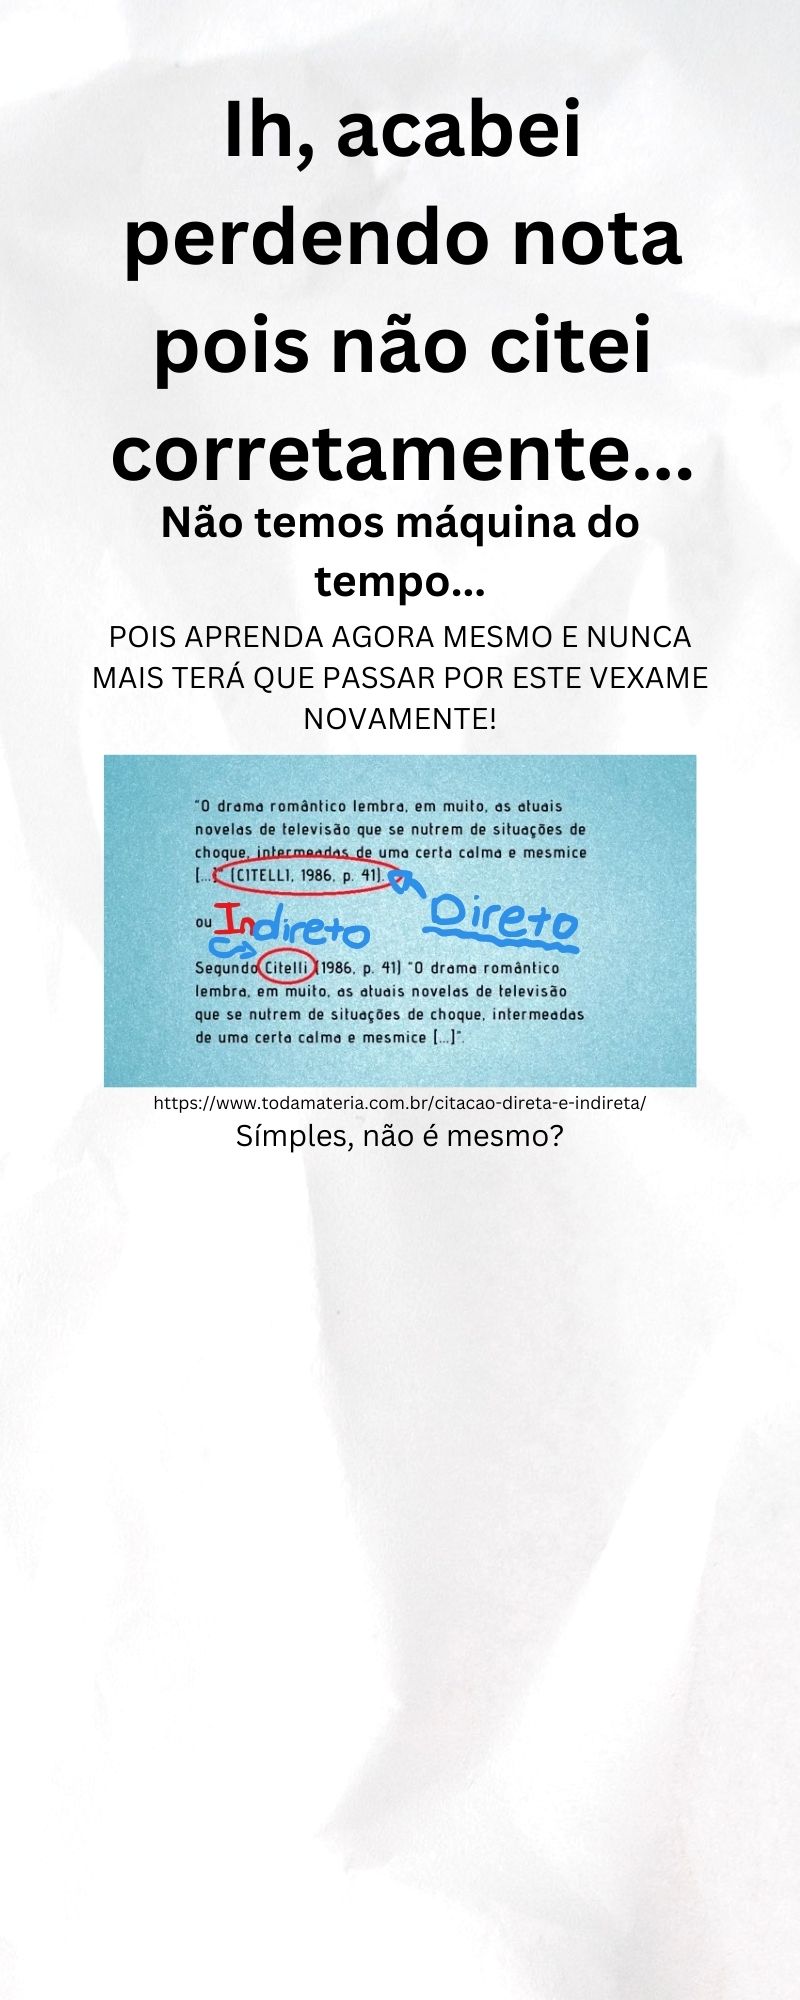 Ih, acabei
perdendo nota
pois não citei
corretamente...
Não temos máquina do
tempo...
POIS APRENDA AGORA MESMO E NUNCA
MAIS TERÁ QUE PASSAR POR ESTE VEXAME
NOVAMENTE!
"O drama romântico lembra, em muito, as atuais
novelas de televisão que se nutrem de situações de
choque, intermeadas de uma certa calma e mesmice
[...]" (CITELLI, 1986, p. 41).
Direto
ou Indireto
Segundo Citelli (1986, p. 41) "O drama romântico
lembra, em muito, as atuais novelas de televisão
que se nutrem de situações de choque, intermeadas
de uma certa calma e mesmice [...]".
https://www.todamateria.com.br/citacao-direta-e-indireta/
Símples, não é mesmo?